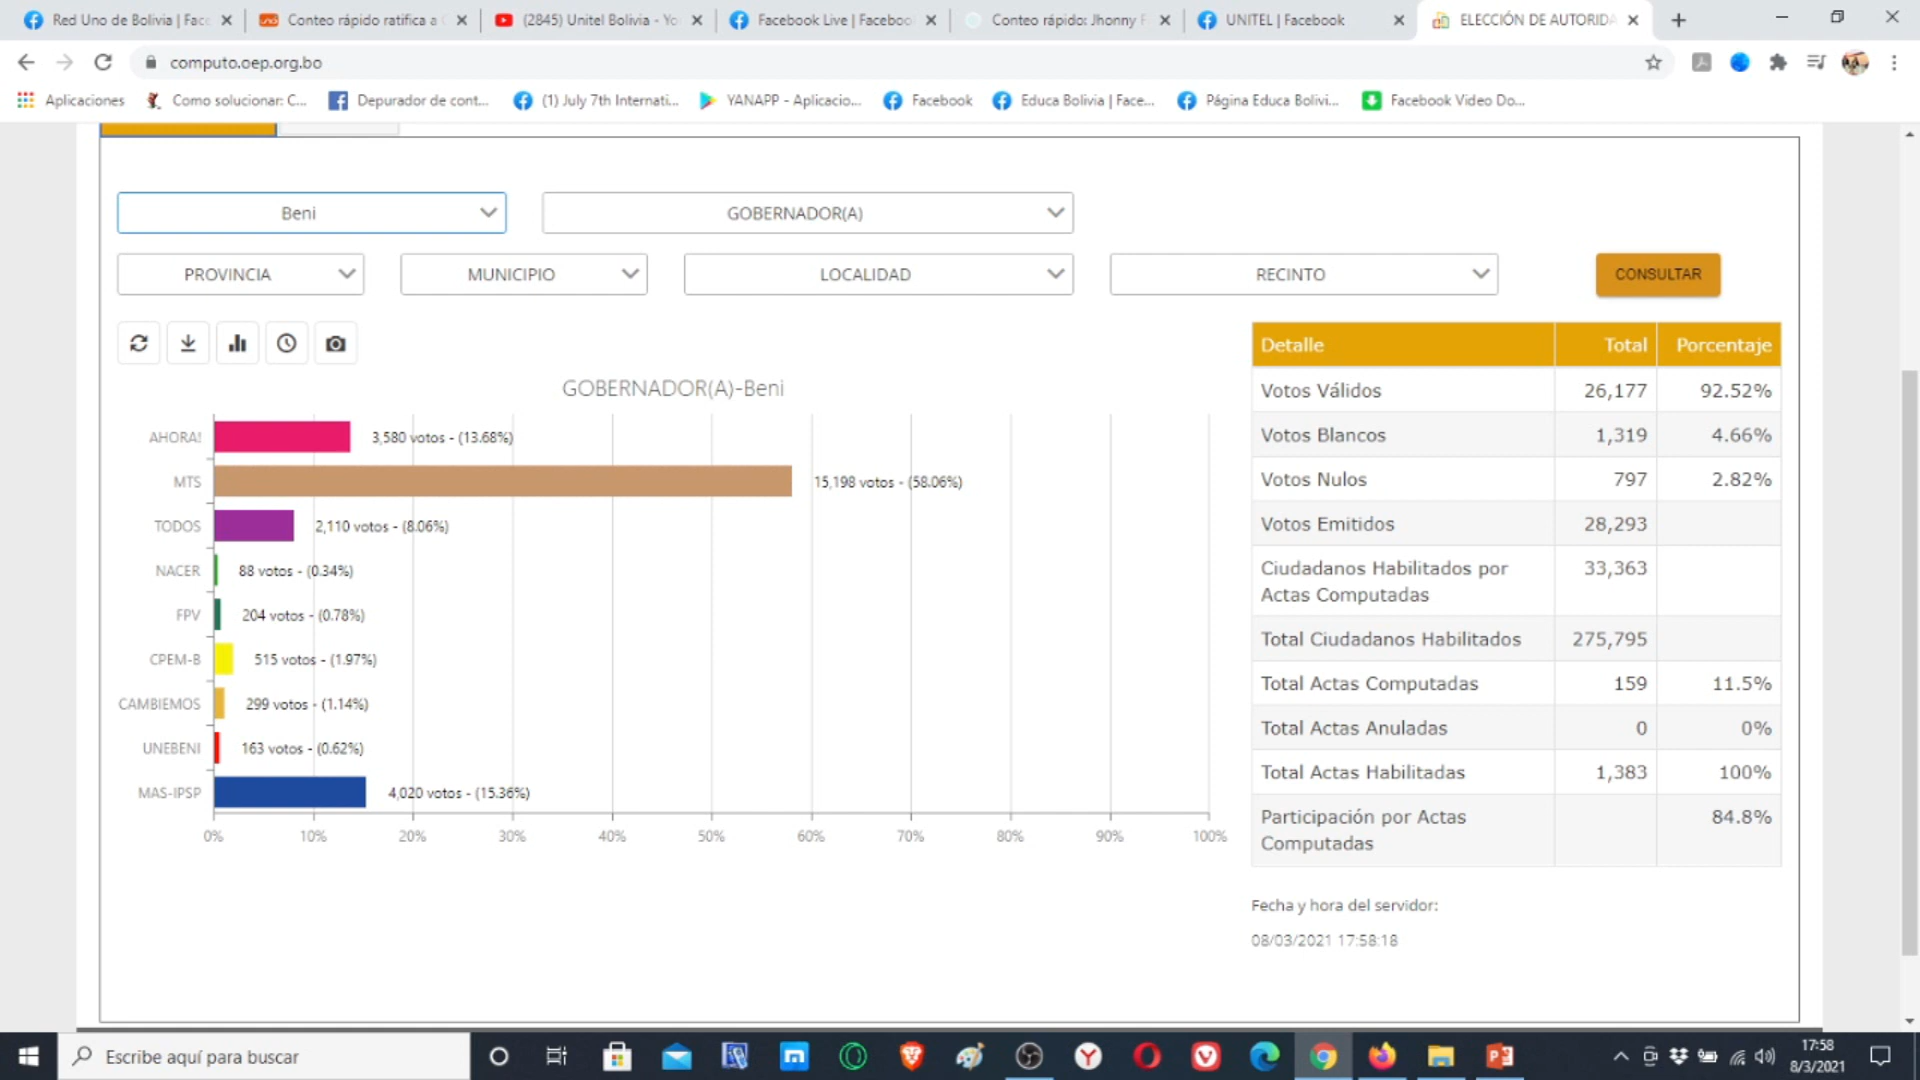 Red Uno de Bolivia | Face
Conteo rápido ratifica a
(2845) Unitel Bolivia - Yo
Facebook Live | Faceboo
Conteo rápido: Jhonny F
UNITEL | Facebook
ELECCIÓN DE AUTORIDA
computo.oep.org.bo
Aplicaciones
Como solucionar: C...
Depurador de cont...
(1) July 7th Internati...
YANAPP - Aplicacio...
Facebook
Educa Bolivia | Face...
Página Educa Bolivi...
Facebook Video Do...
Beni
GOBERNADOR(A)
PROVINCIA
MUNICIPIO
LOCALIDAD
RECINTO
CONSULTAR
GOBERNADOR(A)-Beni
AHORA! 3,580 votos - (13.68%)
MTS 15,198 votos - (58.06%)
TODOS 2,110 votos - (8.06%)
NACER 88 votos - (0.34%)
FPV 204 votos - (0.78%)
CPEM-B 515 votos - (1.97%)
CAMBIEMOS 299 votos - (1.14%)
UNEBENI 163 votos - (0.62%)
MAS-IPSP 4,020 votos - (15.36%)
0% 10% 20% 30% 40% 50% 60% 70% 80% 90% 100%
Detalle Total Porcentaje
Votos Válidos 26,177 92.52%
Votos Blancos 1,319 4.66%
Votos Nulos 797 2.82%
Votos Emitidos 28,293
Ciudadanos Habilitados por 33,363
Actas Computadas
Total Ciudadanos Habilitados 275,795
Total Actas Computadas 159 11.5%
Total Actas Anuladas 0 0%
Total Actas Habilitadas 1,383 100%
Participación por Actas 84.8%
Computadas
Fecha y hora del servidor:
08/03/2021 17:58:18
Escribe aquí para buscar
17:58
8/3/2021